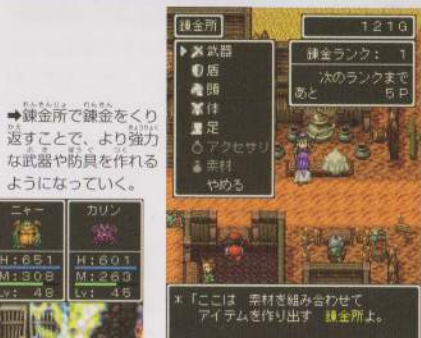 ➡錬金所で錬金をくり
返すことで、より強力
な武器や防具を作れる
ようになっていく。
ニャー
H:651
M:308
Lv: 48
カリン
H:601
M:263
Lv: 45
錬金所
武器
盾
頭
体
足
アクセサリ
素材
やめる
121G
錬金ランク: 1
次のランクまで
あと 5P
*「ここは 素材を組み合わせて
アイテムを作り出す 錬金所よ。